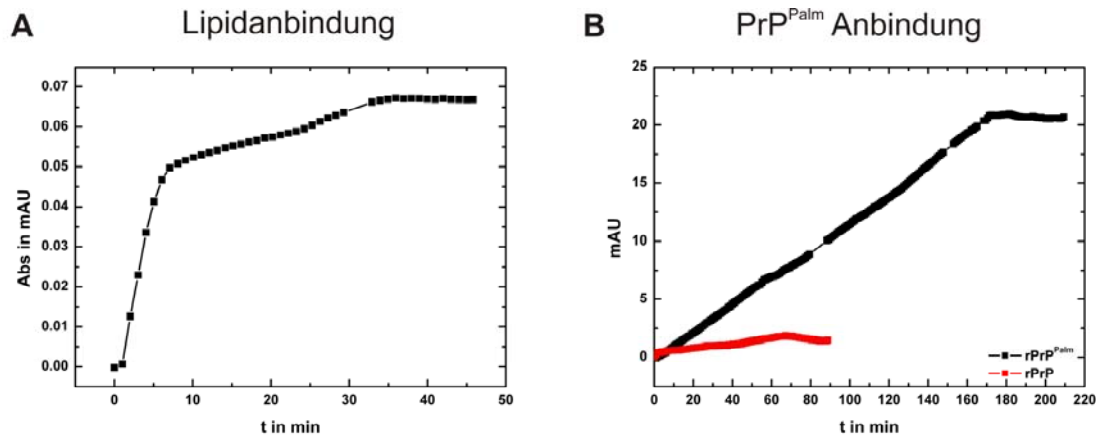 A
Lipidanbindung
Abs in mAU
0.07
0.06
0.05
0.04
0.03
0.02
0.01
0.00
0 10 20 30 40 50
t in min
B
PrP^Palm Anbindung
mAU
25
20
15
10
5
0
0 20 40 60 80 100 120 140 160 180 200 220
t in min
rPrP^Palm
rPrP